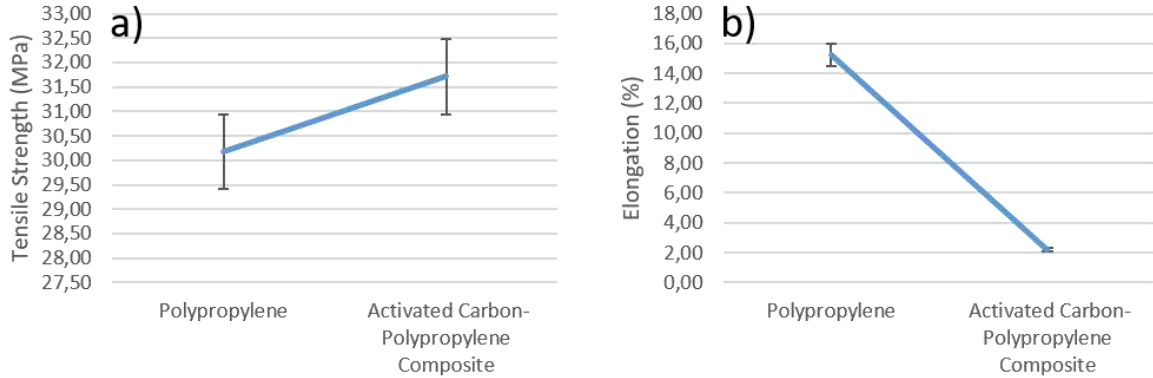 a)
Tensile Strength (MPa)
33,00
32,50
32,00
31,50
31,00
30,50
30,00
29,50
29,00
28,50
28,00
27,50
Polypropylene
Activated Carbon-
Polypropylene
Composite
b)
Elongation (%)
18,00
16,00
14,00
12,00
10,00
8,00
6,00
4,00
2,00
0,00
Polypropylene
Activated Carbon-
Polypropylene
Composite